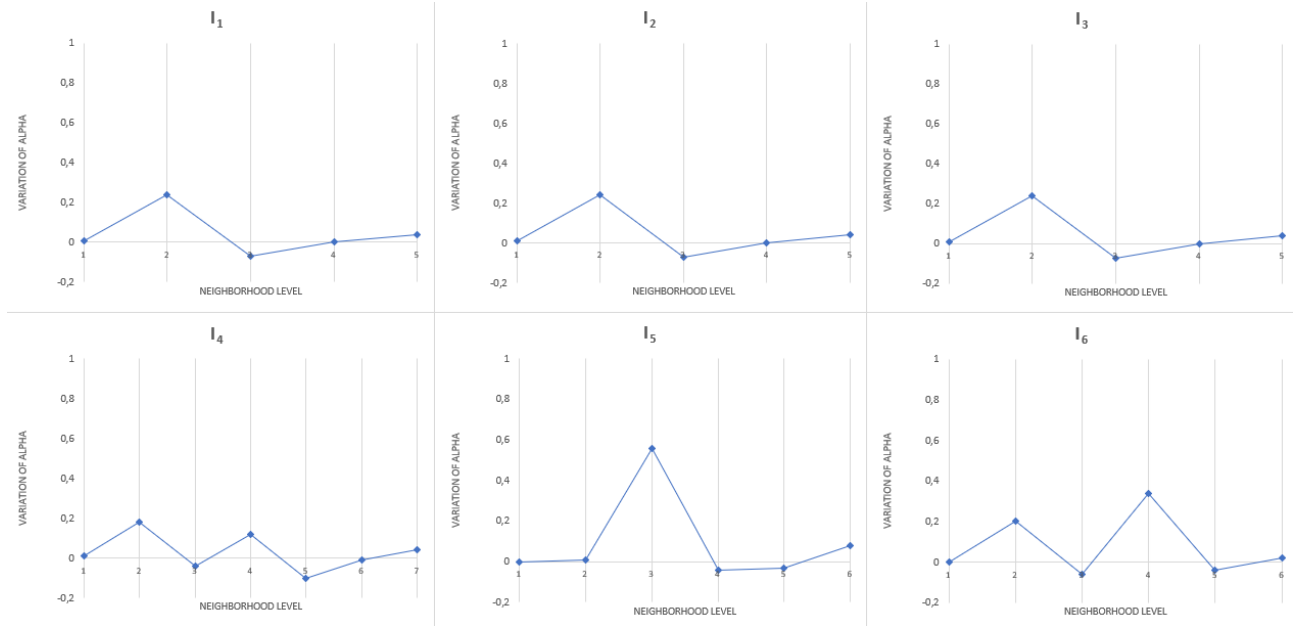 I1
1
0,8
0,6
0,4
0,2
0
-0,2
VARIATION OF ALPHA
1 2 3 4 5
NEIGHBORHOOD LEVEL
I2
1
0,8
0,6
0,4
0,2
0
-0,2
VARIATION OF ALPHA
1 2 3 4 5
NEIGHBORHOOD LEVEL
I3
1
0,8
0,6
0,4
0,2
0
-0,2
VARIATION OF ALPHA
1 2 3 4 5
NEIGHBORHOOD LEVEL
I4
1
0,8
0,6
0,4
0,2
0
-0,2
VARIATION OF ALPHA
1 2 3 4 5 6 7
NEIGHBORHOOD LEVEL
I5
1
0,8
0,6
0,4
0,2
0
-0,2
VARIATION OF ALPHA
1 2 3 4 5 6
NEIGHBORHOOD LEVEL
I6
1
0,8
0,6
0,4
0,2
0
-0,2
VARIATION OF ALPHA
1 2 3 4 5 6
NEIGHBORHOOD LEVEL